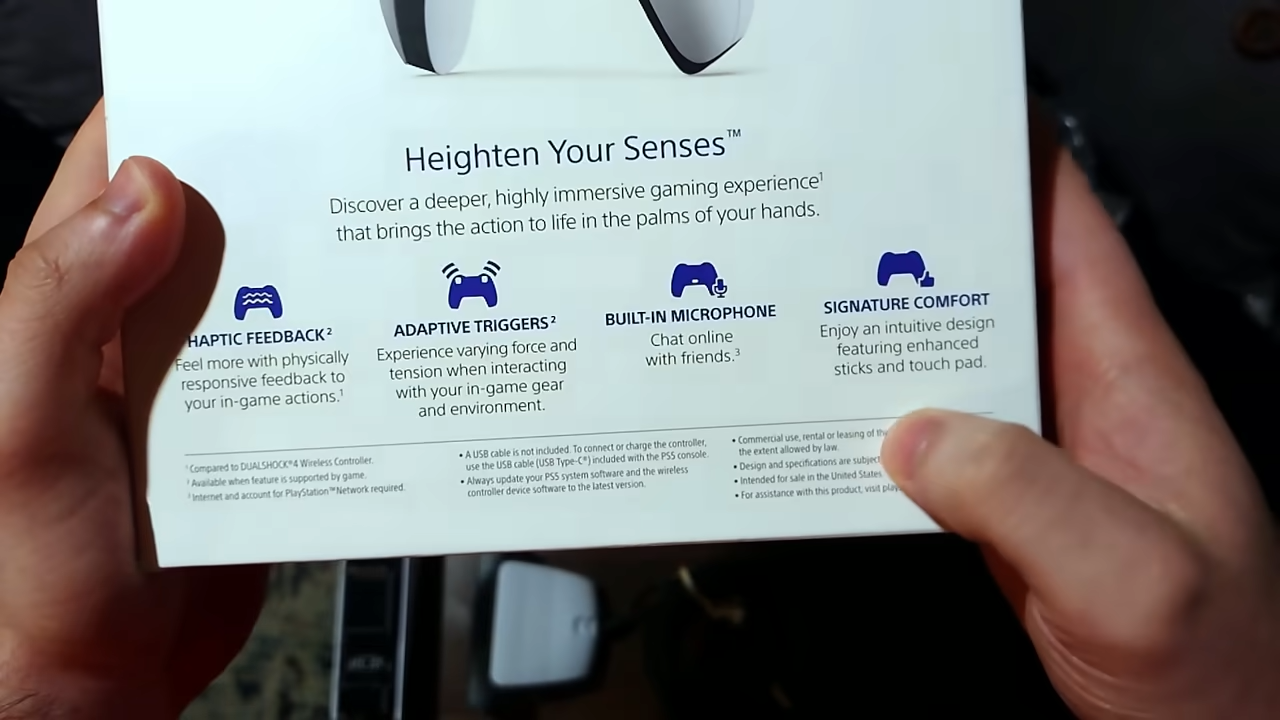 Heighten Your Senses™
Discover a deeper, highly immersive gaming experience¹
that brings the action to life in the palms of your hands.
HAPTIC FEEDBACK²
Feel more with physically
responsive feedback to
your in-game actions.¹
ADAPTIVE TRIGGERS²
Experience varying force and
tension when interacting
with your in-game gear
and environment.
BUILT-IN MICROPHONE
Chat online
with friends.³
SIGNATURE COMFORT
Enjoy an intuitive design
featuring enhanced
sticks and touch pad.
¹ Compared to DUALSHOCK®4 Wireless Controller.
² Available when feature is supported by game.
³ Internet and account for PlayStation™Network required.
• A USB cable is not included. To connect or charge the controller,
use the USB cable (USB Type-C®) included with the PS5 console.
• Always update your PS5 system software and the wireless
controller device software to the latest version.
• Commercial use, rental or leasing of
the extent allowed by law.
• Design and specifications are subject
• Intended for sale in the United States
• For assistance with this product, visit